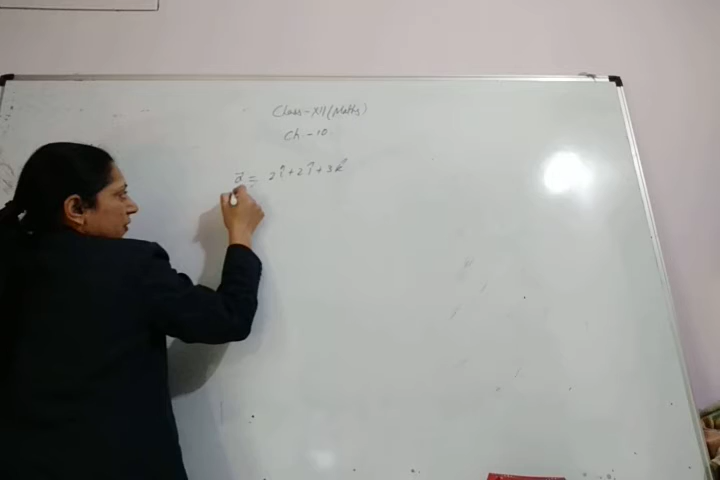 Class-XII (Maths)
Ch-10
a⃗ = 2î+2ĵ+3k̂